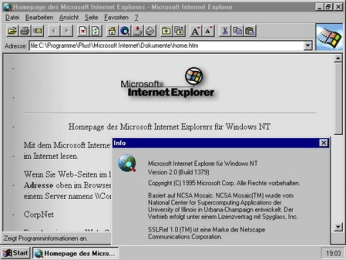 Homepage des Microsoft Internet Explorers - Microsoft Internet Explorer
Datei Bearbeiten Ansicht Seite Favoriten ?
Adresse: file:C:\Programme\Plus!\Microsoft Internet\Dokumente\home.htm
Microsoft®
Internet Explorer
Homepage des Microsoft Internet Explorers für Windows NT
Mit dem Microsoft Interne
im Internet lesen.
Wenn Sie Web-Seiten im l
Adresse oben im Browser
einem Server namens \\Co
CorpNet
Info
Microsoft Internet Explorer für Windows NT
Version 2.0 (Build 1379)
Copyright (C) 1995 Microsoft Corp. Alle Rechte vorbehalten.
Basiert auf NCSA Mosaic. NCSA Mosaic(TM) wurde vom
National Center for Supercomputing Applications der
University of Illinois in Urbana-Champaign entwickelt. Der
Vertrieb erfolgt unter einem Lizenzvertrag mit Spyglass, Inc.
SSLRef 1.0 (TM) ist eine Marke der Netscape
Communications Corporation.
Zeigt Programminformationen an.
Start
Homepage des Micro...
19:03